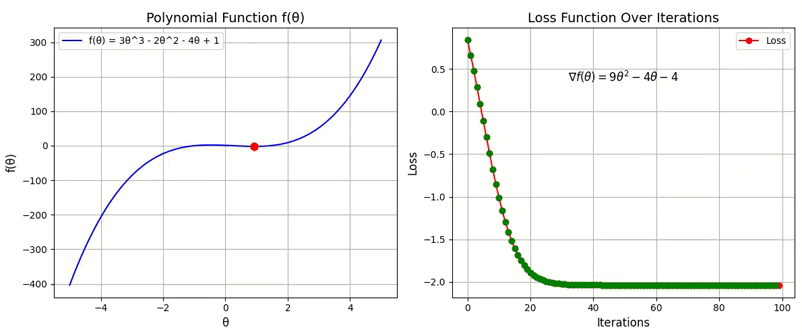 Polynomial Function f(θ)
f(θ) = 3θ^3 - 2θ^2 - 4θ + 1
300
200
100
0
−100
−200
−300
−400
f(θ)
−4
−2
0
2
4
θ
Loss Function Over Iterations
Loss
∇f(θ) = 9θ² − 4θ − 4
0.5
0.0
−0.5
−1.0
−1.5
−2.0
Loss
0
20
40
60
80
100
Iterations